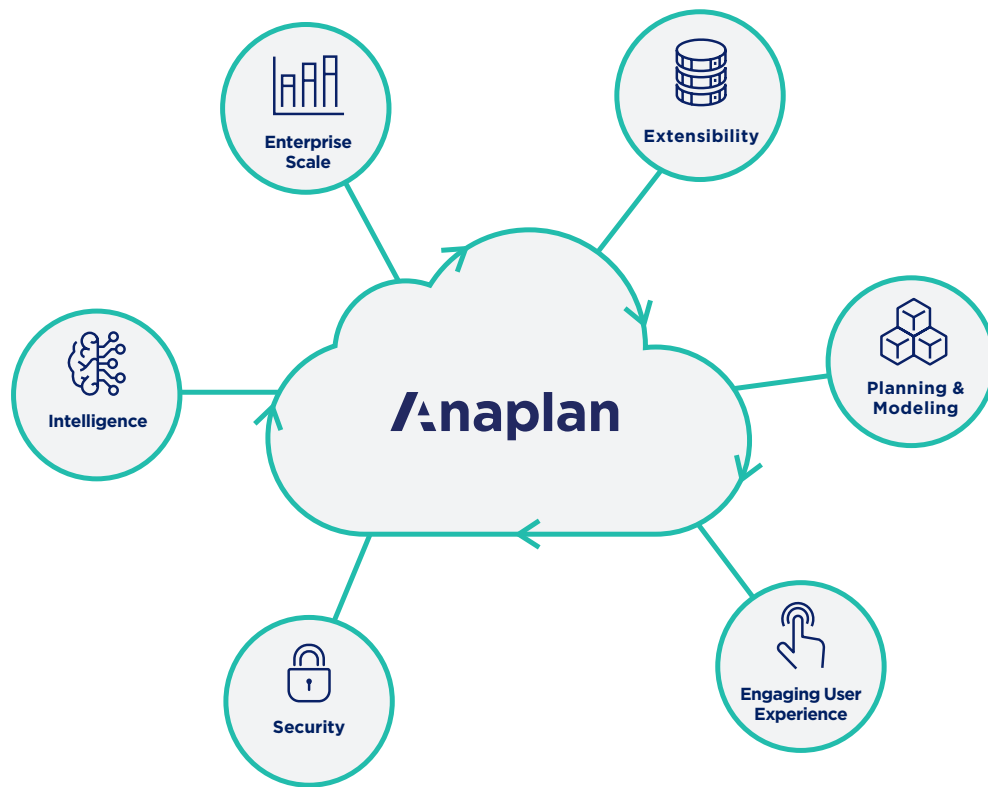 Enterprise
Scale
Extensibility
Intelligence
Anaplan
Planning &
Modeling
Security
Engaging User
Experience